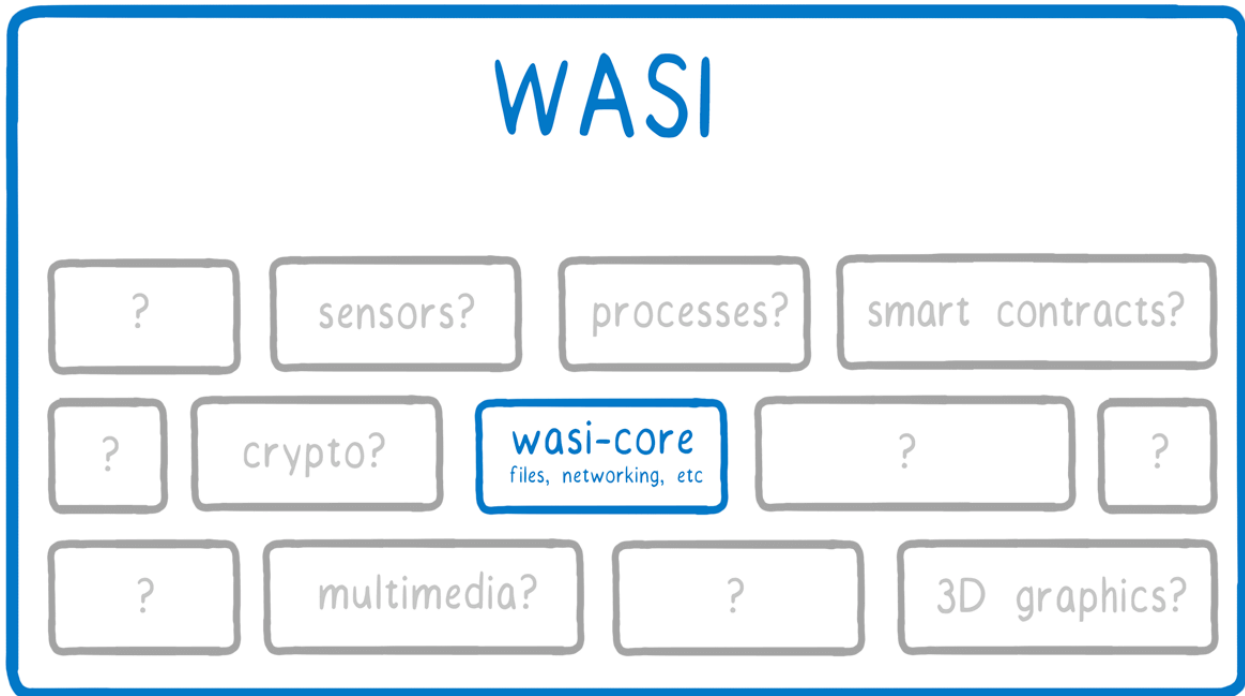 WASI
?
sensors?
processes?
smart contracts?
?
crypto?
wasi-core
files, networking, etc
?
?
?
multimedia?
?
3D graphics?